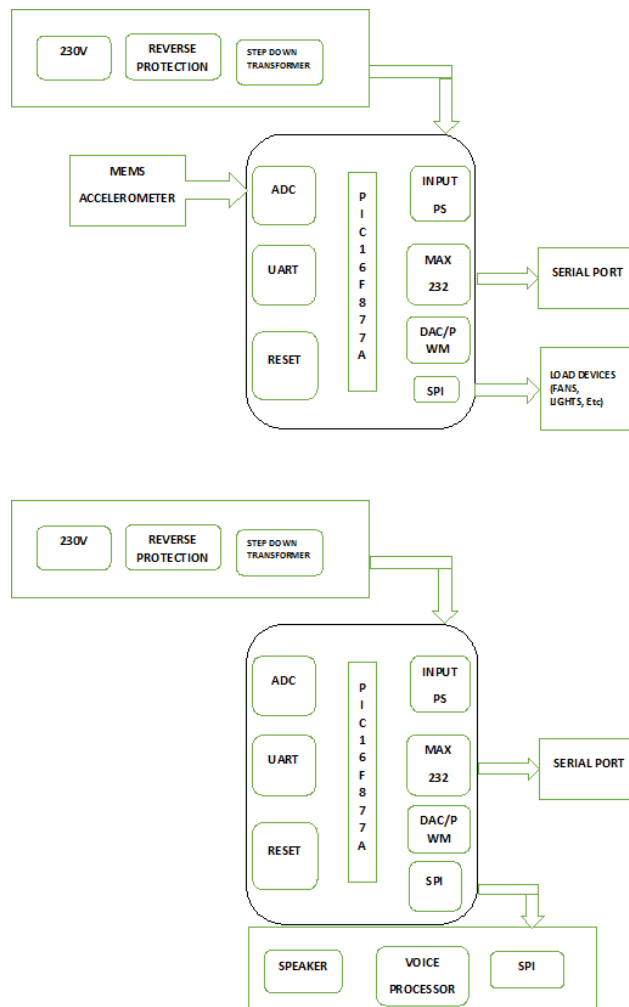 230V
REVERSE
PROTECTION
STEP DOWN
TRANSFORMER
MEMS
ACCELEROMETER
ADC
UART
RESET
P
I
C
1
6
F
8
7
7
A
INPUT
PS
MAX
232
DAC/P
WM
SPI
SERIAL PORT
LOAD DEVICES
(FANS,
LIGHTS, Etc)
230V
REVERSE
PROTECTION
STEP DOWN
TRANSFORMER
ADC
UART
RESET
P
I
C
1
6
F
8
7
7
A
INPUT
PS
MAX
232
DAC/P
WM
SPI
SERIAL PORT
SPEAKER
VOICE
PROCESSOR
SPI